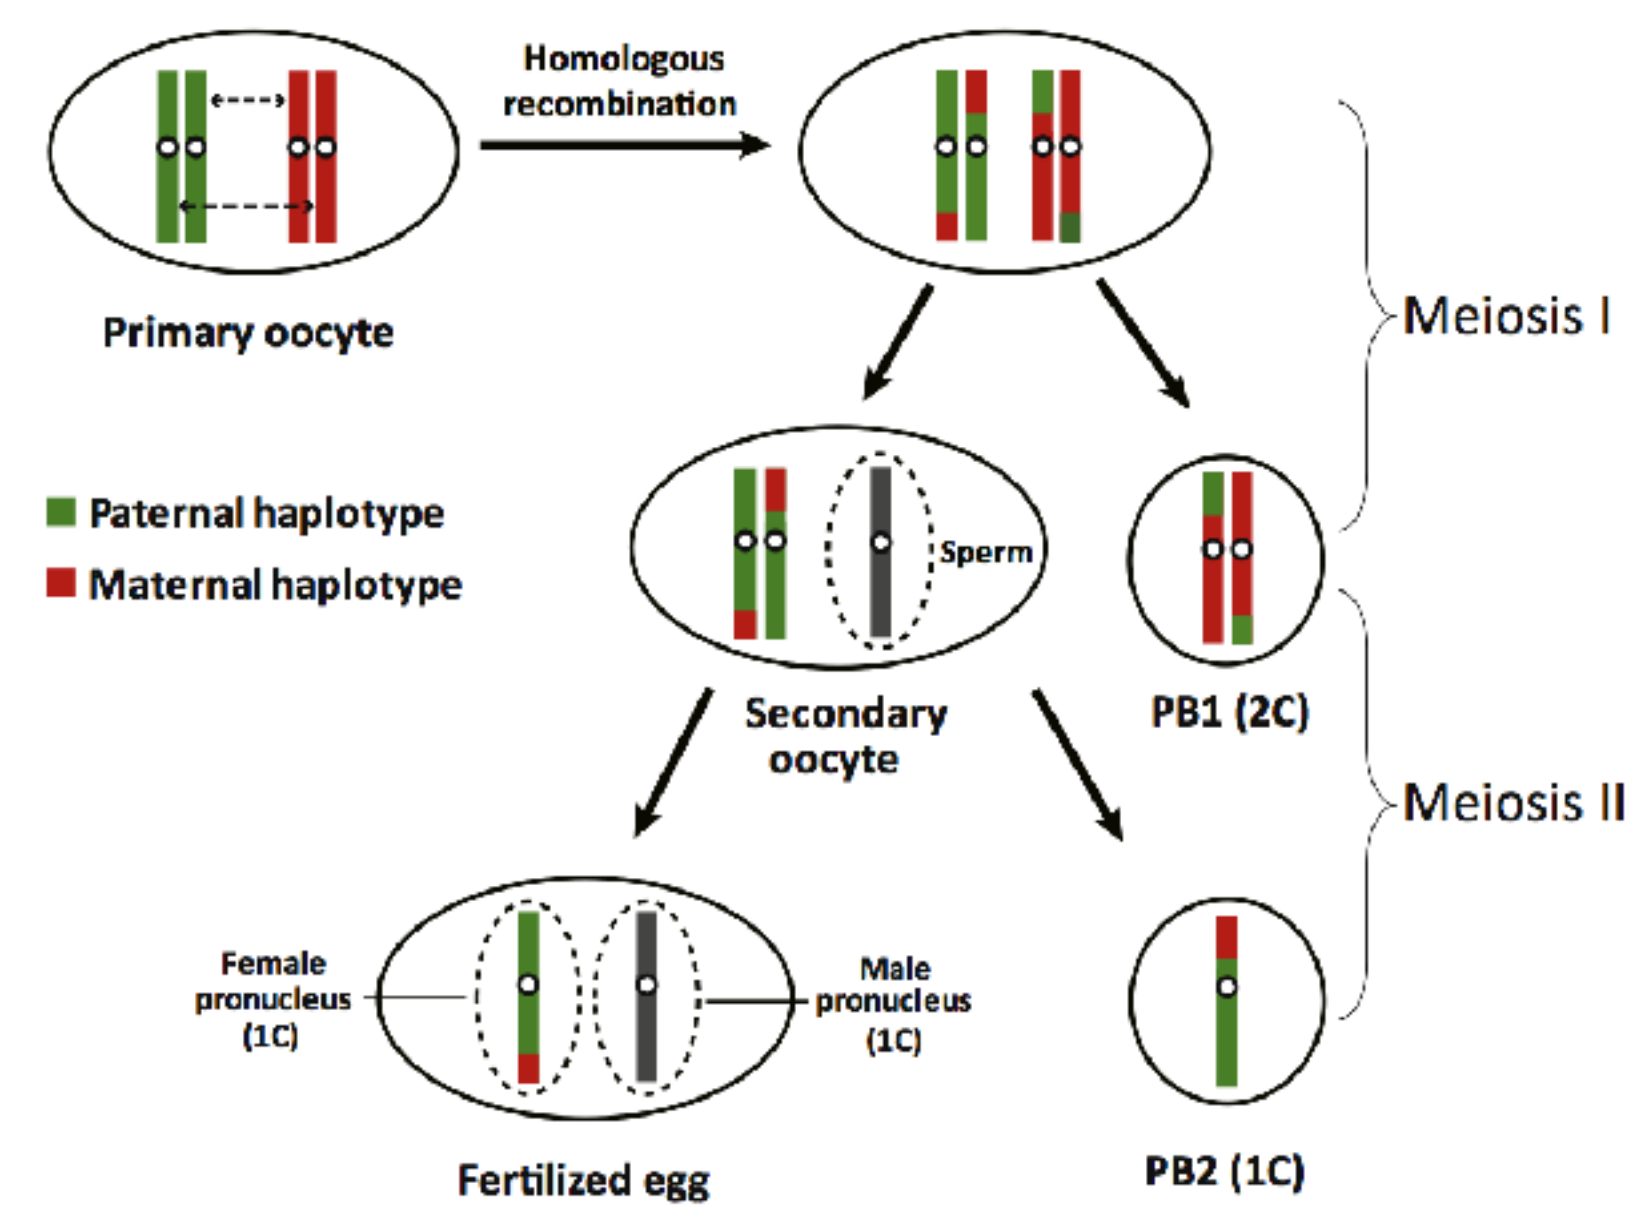 Homologous
recombination
Primary oocyte
Meiosis I
Paternal haplotype
Maternal haplotype
Sperm
Secondary
oocyte
PB1 (2C)
Meiosis II
Female
pronucleus
(1C)
Male
pronucleus
(1C)
Fertilized egg
PB2 (1C)